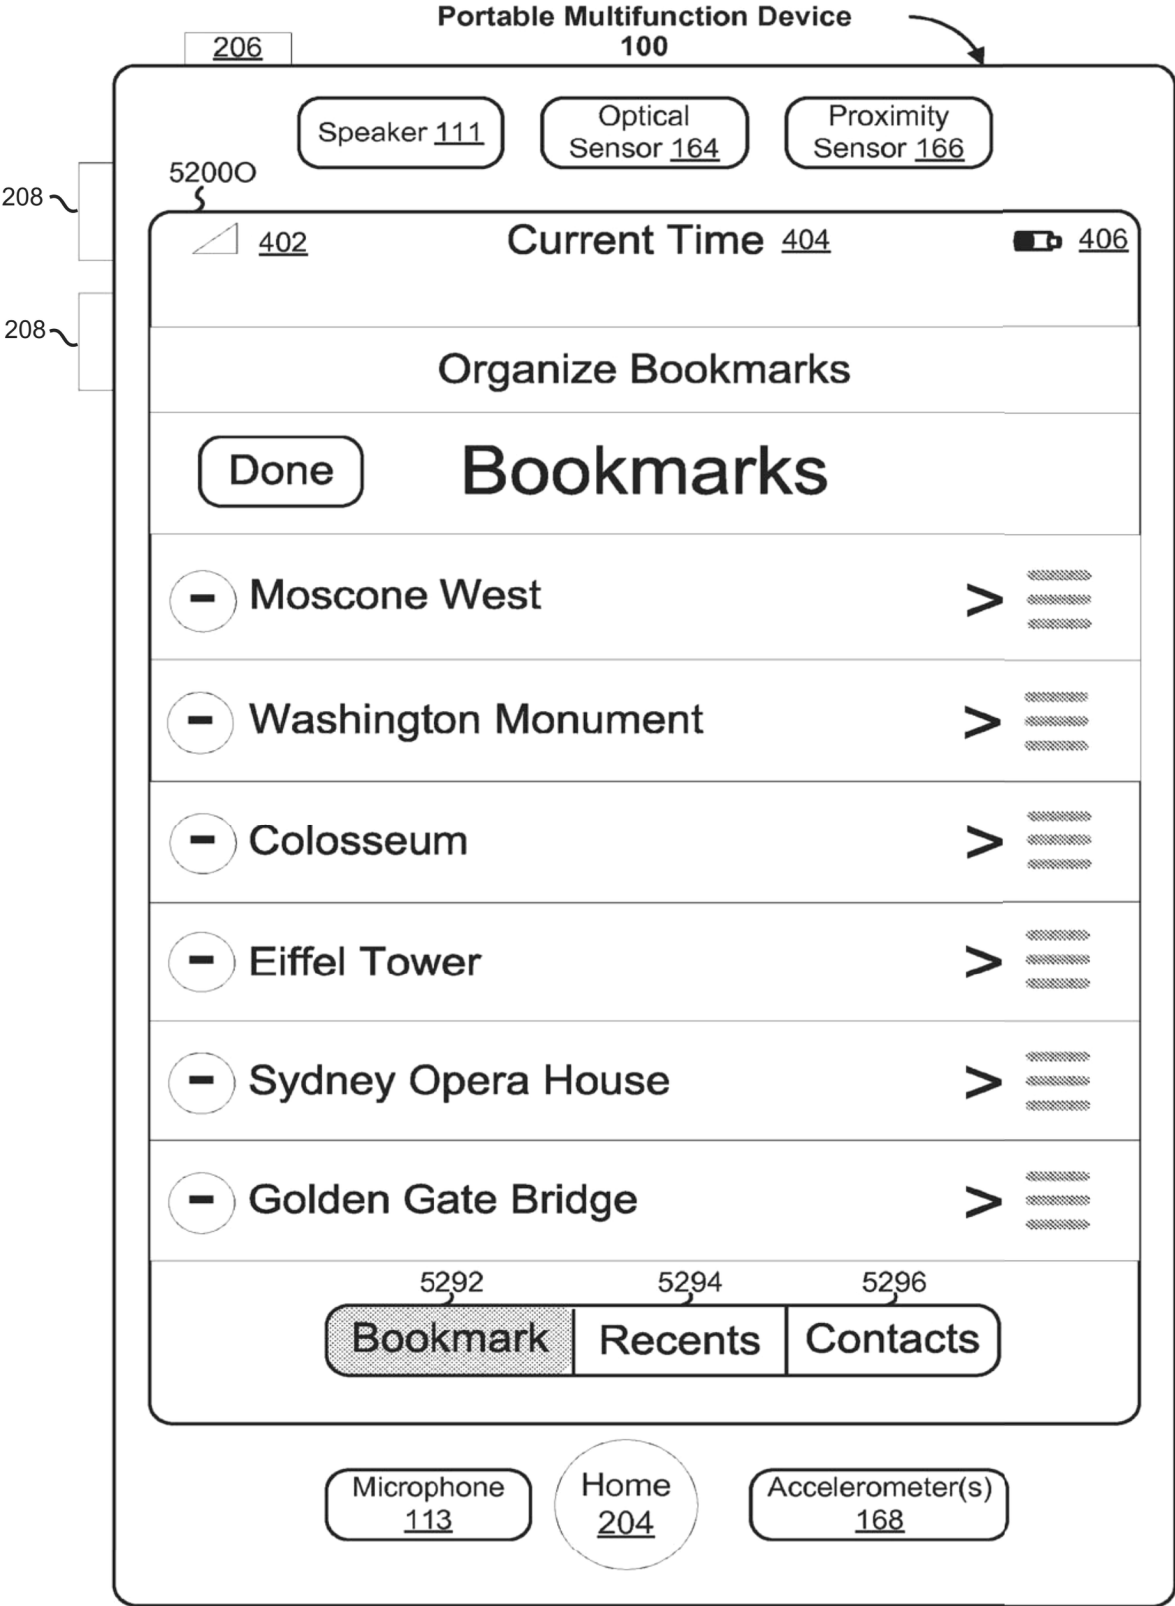 Portable Multifunction Device
100
206
Speaker 111
Optical
Sensor 164
Proximity
Sensor 166
5200O
208
402
Current Time 404
406
208
Organize Bookmarks
Done
Bookmarks
− Moscone West >
− Washington Monument >
− Colosseum >
− Eiffel Tower >
− Sydney Opera House >
− Golden Gate Bridge >
5292
5294
5296
Bookmark
Recents
Contacts
Microphone
113
Home
204
Accelerometer(s)
168